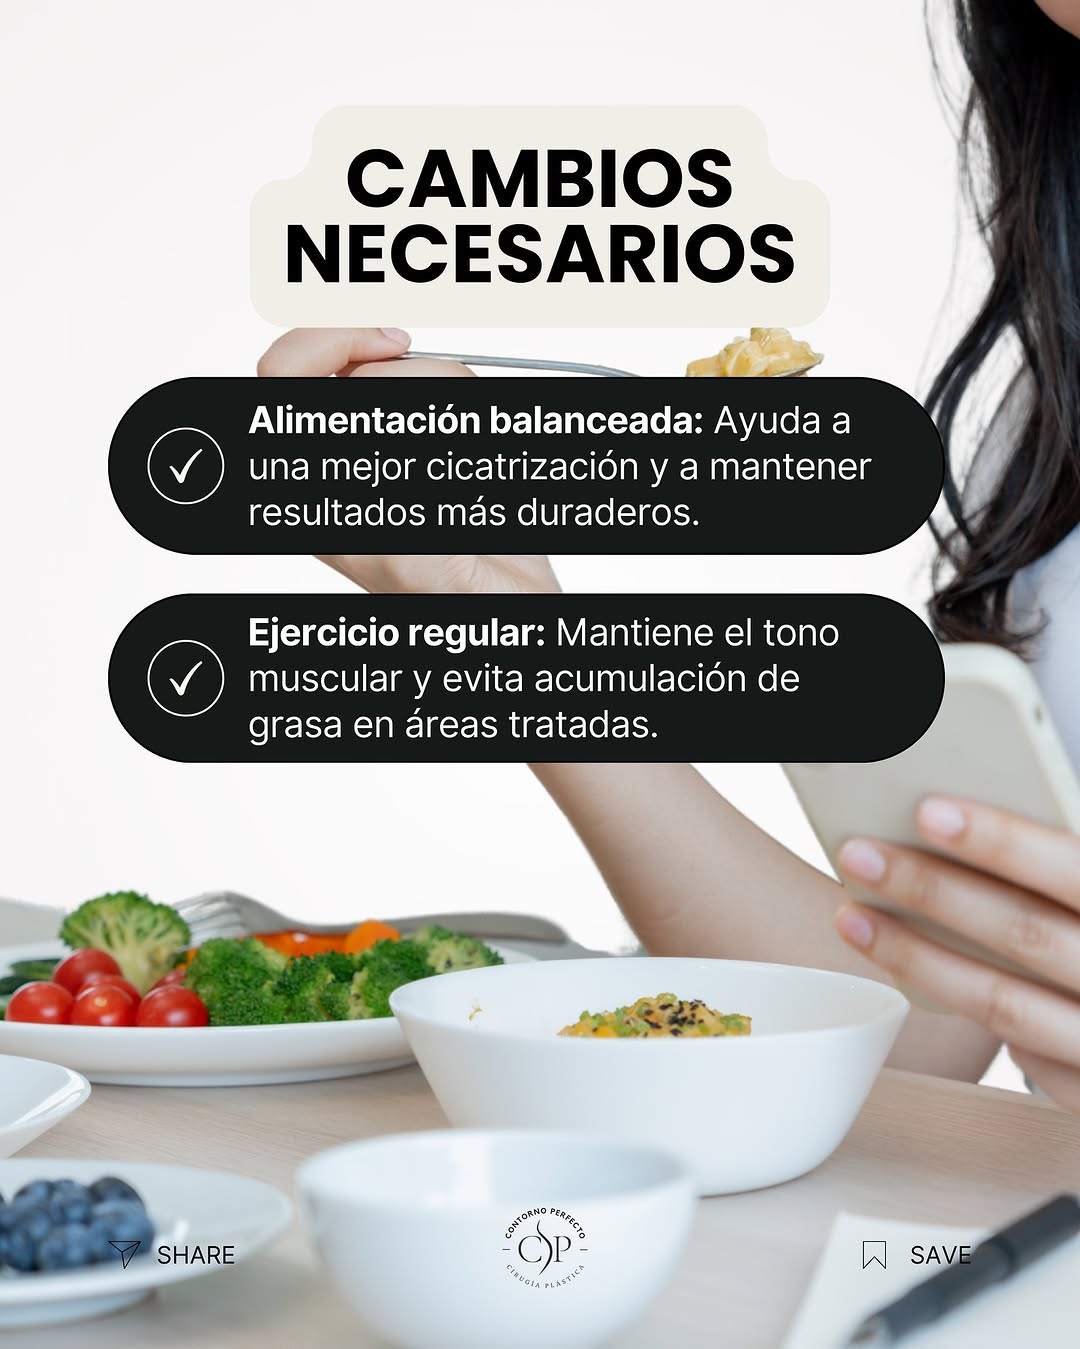 CAMBIOS
NECESARIOS
Alimentación balanceada: Ayuda a
una mejor cicatrización y a mantener
resultados más duraderos.
Ejercicio regular: Mantiene el tono
muscular y evita acumulación de
grasa en áreas tratadas.
SHARE
CONTORNO PERFECTO
CP
CIRUGÍA PLÁSTICA
SAVE